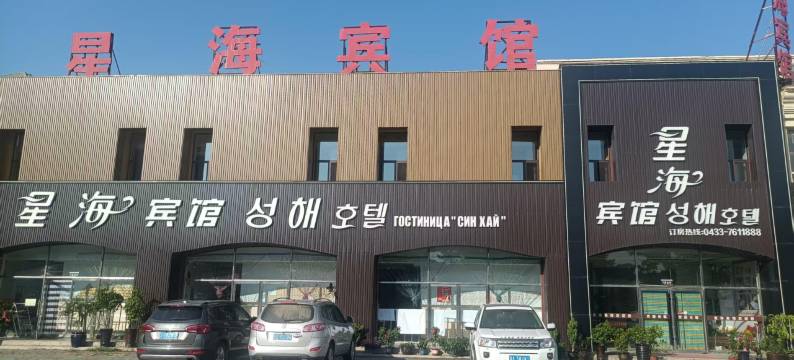 星海宾馆
星海宾馆 성해호텔 ГОСТИНИЦА "СИН ХАЙ"
星海
宾馆 성해호텔
订房热线:0433-7611888